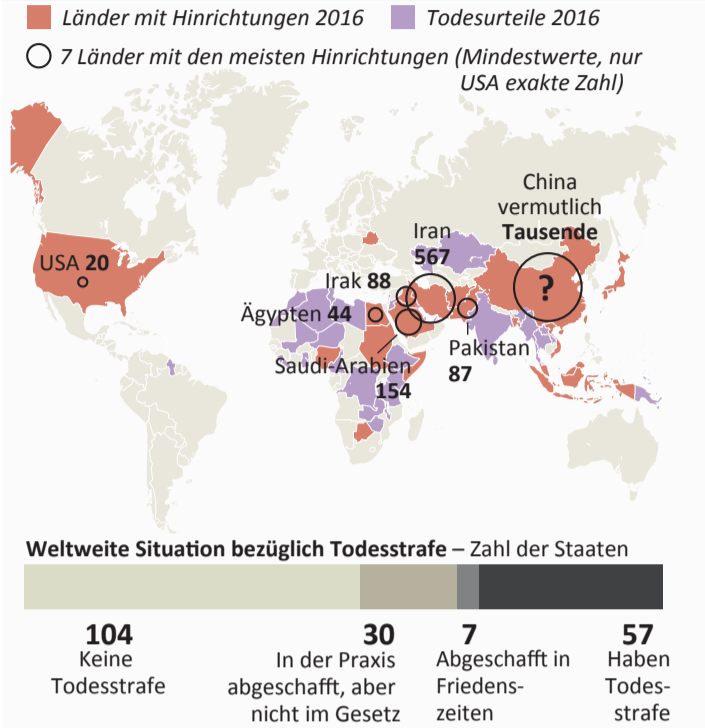 Länder mit Hinrichtungen 2016
Todesurteile 2016
7 Länder mit den meisten Hinrichtungen (Mindestwerte, nur
USA exakte Zahl)
China
vermutlich
Tausende
?
Iran
567
USA 20
Irak 88
Ägypten 44
Saudi-Arabien
154
Pakistan
87
Weltweite Situation bezüglich Todesstrafe – Zahl der Staaten
104
Keine
Todesstrafe
30
In der Praxis
abgeschafft, aber
nicht im Gesetz
7
Abgeschafft in
Friedens-
zeiten
57
Haben
Todes-
strafe